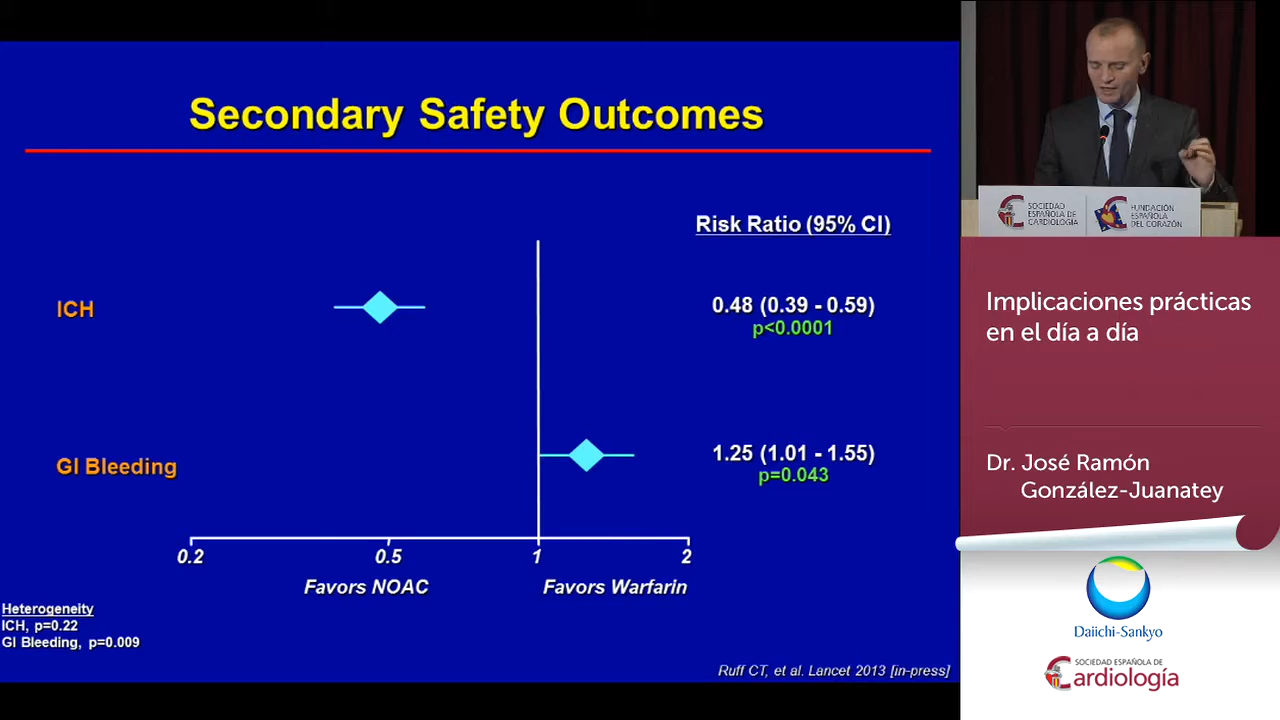 Secondary Safety Outcomes
Risk Ratio (95% CI)
ICH
0.48 (0.39 - 0.59)
p<0.0001
GI Bleeding
1.25 (1.01 - 1.55)
p=0.043
0.2
0.5
1
2
Favors NOAC
Favors Warfarin
Heterogeneity
ICH, p=0.22
GI Bleeding, p=0.009
Ruff CT, et al. Lancet 2013 [in-press]
SOCIEDAD
ESPAÑOLA DE
CARDIOLOGÍA
FUNDACIÓN
ESPAÑOLA
DEL CORAZÓN
Implicaciones prácticas
en el día a día
Dr. José Ramón
González-Juanatey
Daiichi-Sankyo
SOCIEDAD ESPAÑOLA DE
Cardiología